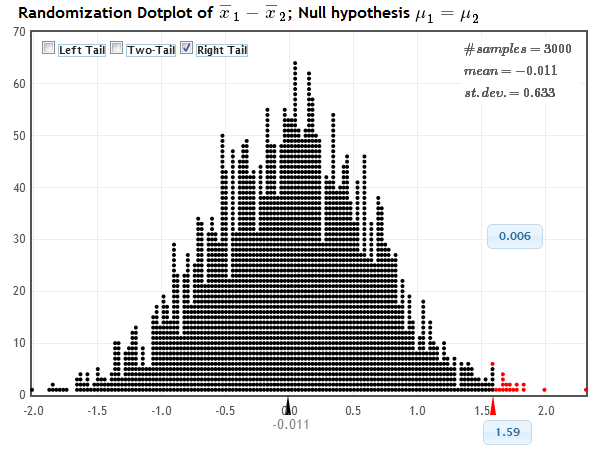 Randomization Dotplot of x̄₁ − x̄₂; Null hypothesis μ₁ = μ₂
70
Left Tail Two-Tail Right Tail
# samples = 3000
mean = −0.011
st.dev. = 0.633
60
50
40
30
0.006
20
10
0
-2.0 -1.5 -1.0 -0.5 0.0 0.5 1.0 1.5 2.0
-0.011
1.59